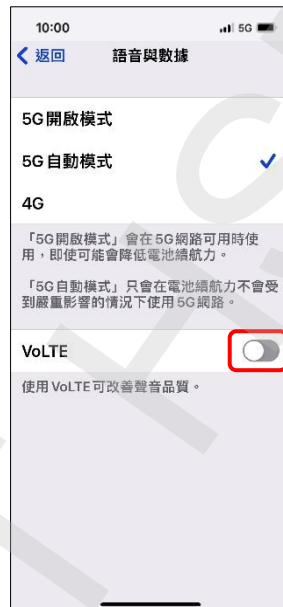 10:00
5G
返回
語音與數據
5G開啟模式
5G自動模式
4G
「5G開啟模式」會在5G網路可用時使
用，即使可能會降低電池續航力。
「5G自動模式」只會在電池續航力不會受
到嚴重影響的情況下使用5G網路。
VoLTE
使用VoLTE可改善聲音品質。